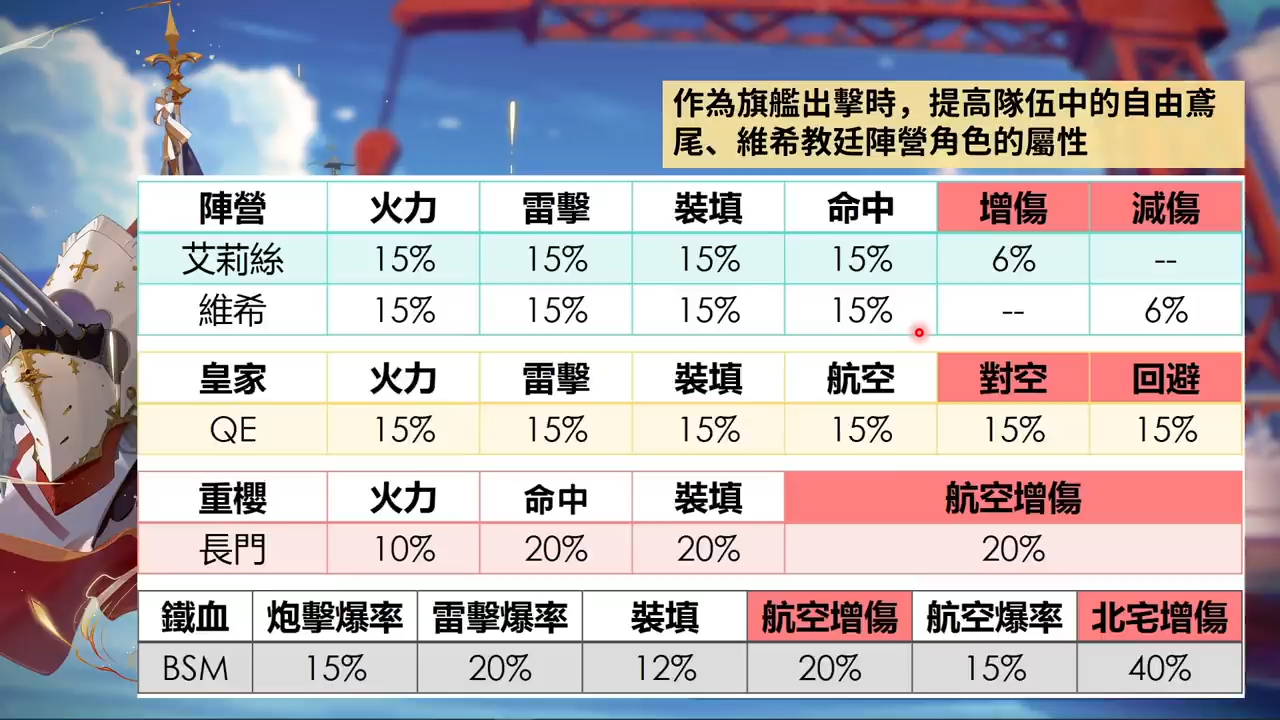 作為旗艦出擊時，提高隊伍中的自由鳶
尾、維希教廷陣營角色的屬性
陣營 火力 雷擊 裝填 命中 增傷 減傷
艾莉絲 15% 15% 15% 15% 6% --
維希 15% 15% 15% 15% -- 6%
皇家 火力 雷擊 裝填 航空 對空 回避
QE 15% 15% 15% 15% 15% 15%
重櫻 火力 命中 裝填 航空增傷
長門 10% 20% 20% 20%
鐵血 炮擊爆率 雷擊爆率 裝填 航空增傷 航空爆率 北宅增傷
BSM 15% 20% 12% 20% 15% 40%